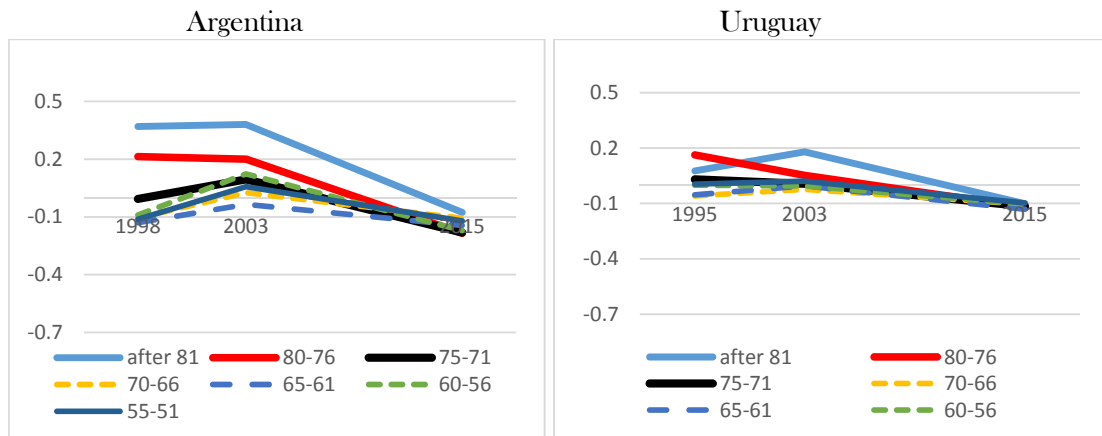 Argentina
0.5
0.2
-0.1
1998 2003 2015
-0.4
-0.7
after 81 80-76 75-71
70-66 65-61 60-56
55-51
Uruguay
0.5
0.2
-0.1
1995 2003 2015
-0.4
-0.7
after 81 80-76
75-71 70-66
65-61 60-56